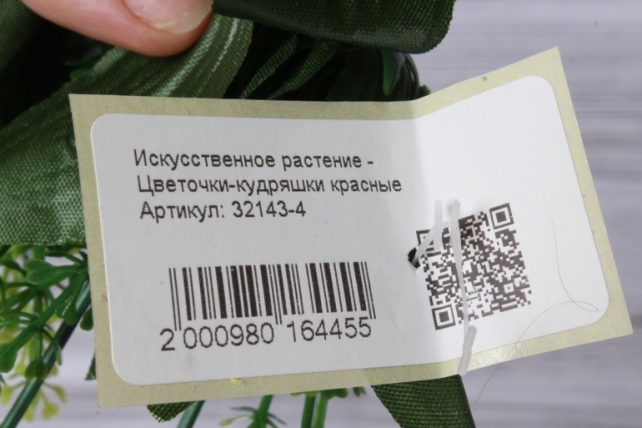 Искусственное растение -
Цветочки-кудряшки красные
Артикул: 32143-4
2 000980 164455